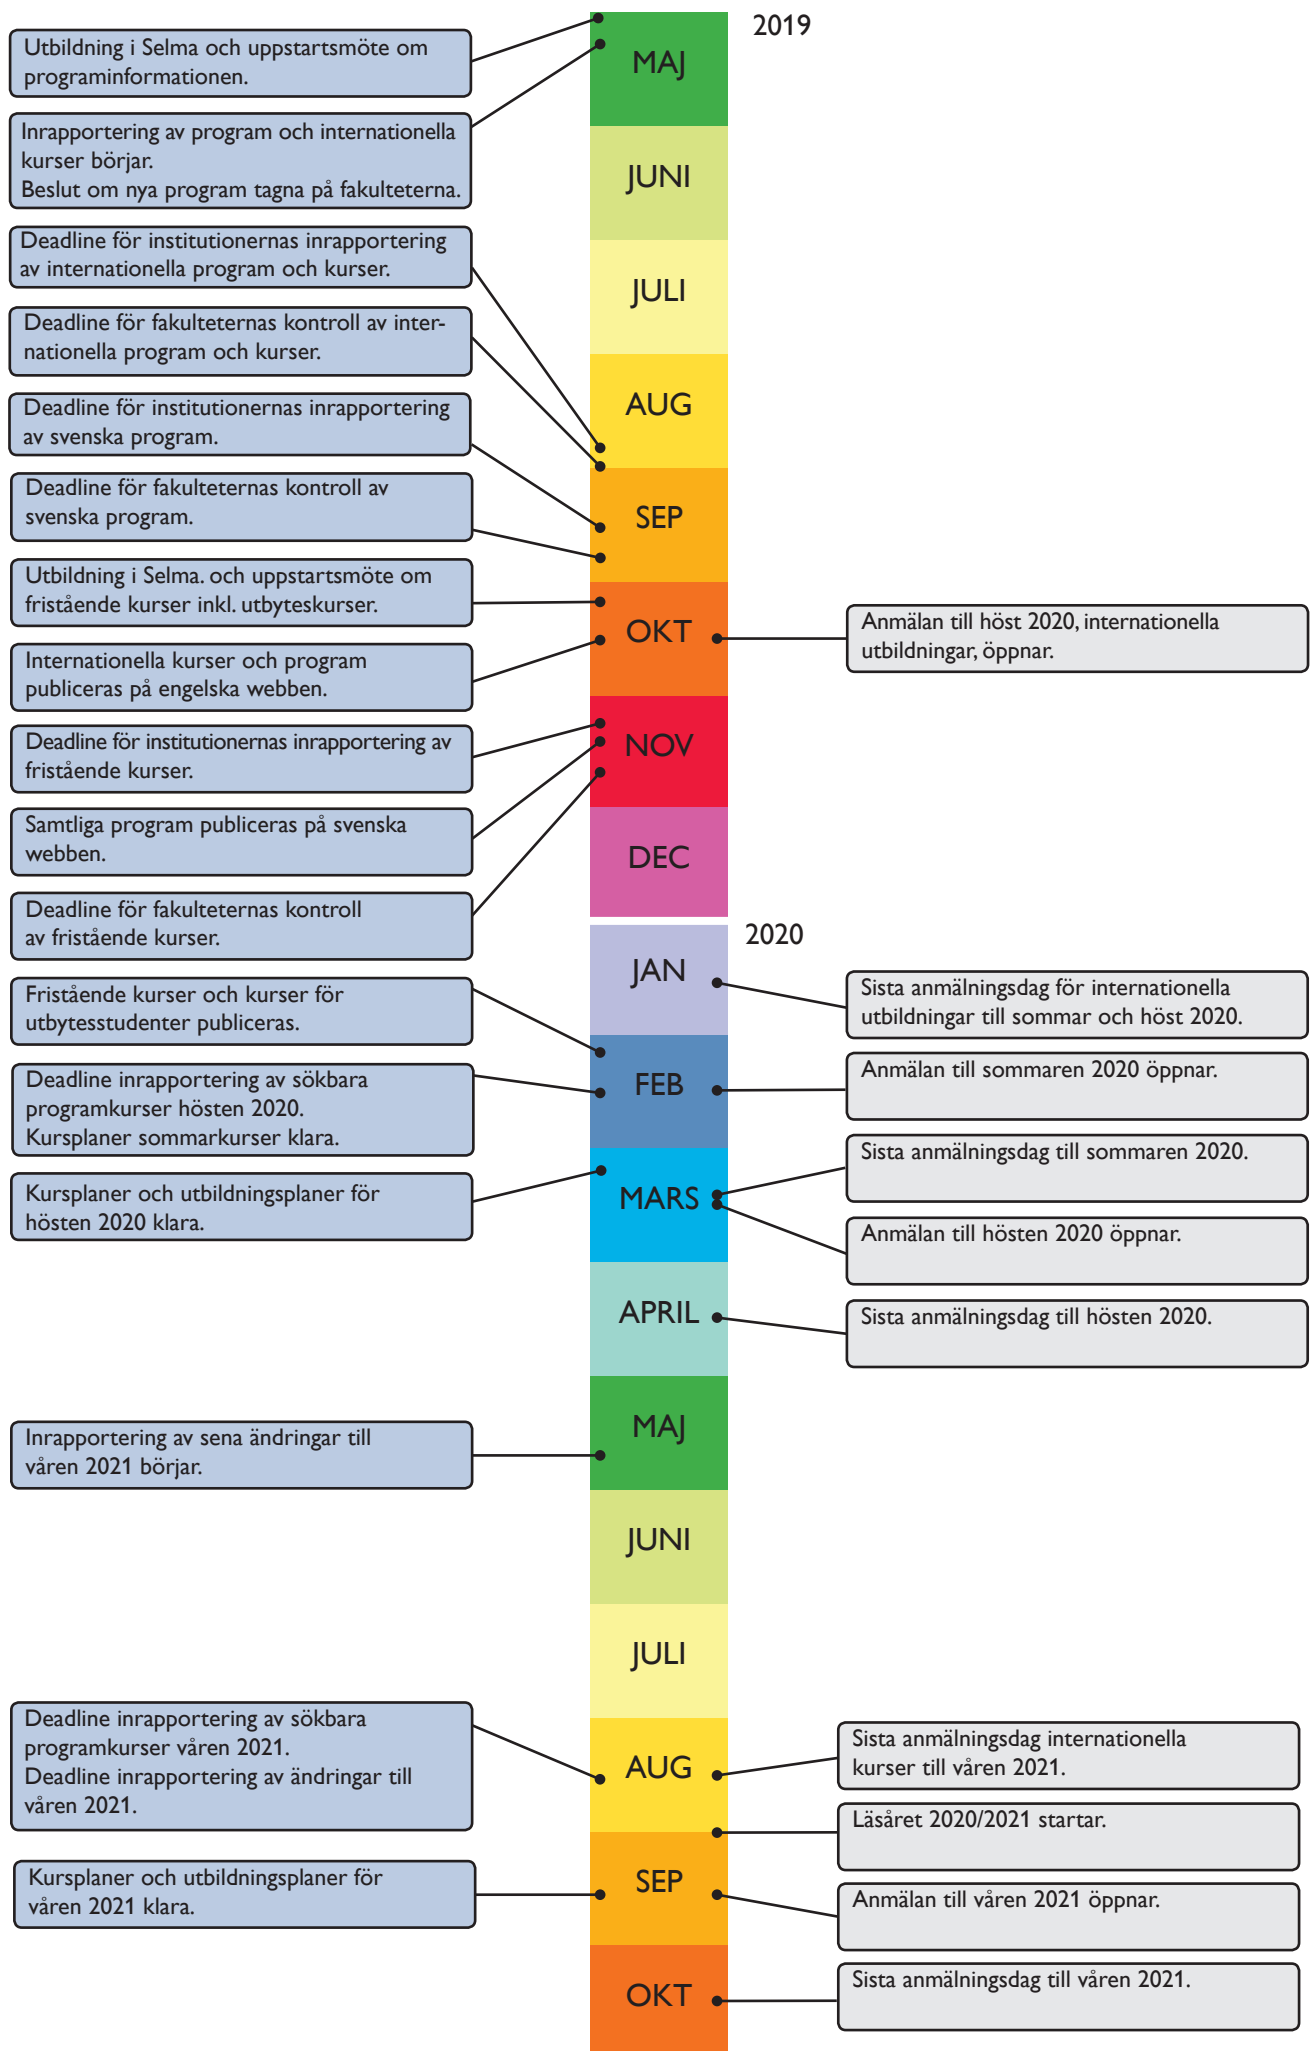 2019
Utbildning i Selma och uppstartsmöte om
programinformationen.
MAJ
Inrapportering av program och internationella
kurser börjar.
Beslut om nya program tagna på fakulteterna.
JUNI
Deadline för institutionernas inrapportering
av internationella program och kurser.
JULI
Deadline för fakulteternas kontroll av inter-
nationella program och kurser.
AUG
Deadline för institutionernas inrapportering
av svenska program.
Deadline för fakulteternas kontroll av
svenska program.
SEP
Utbildning i Selma. och uppstartsmöte om
fristående kurser inkl. utbyteskurser.
OKT
Anmälan till höst 2020, internationella
utbildningar, öppnar.
Internationella kurser och program
publiceras på engelska webben.
Deadline för institutionernas inrapportering av
fristående kurser.
NOV
Samtliga program publiceras på svenska
webben.
DEC
Deadline för fakulteternas kontroll
av fristående kurser.
2020
JAN
Fristående kurser och kurser för
utbytesstudenter publiceras.
Sista anmälningsdag för internationella
utbildningar till sommar och höst 2020.
Deadline inrapportering av sökbara
programkurser hösten 2020.
Kursplaner sommarkurser klara.
FEB
Anmälan till sommaren 2020 öppnar.
Sista anmälningsdag till sommaren 2020.
Kursplaner och utbildningsplaner för
hösten 2020 klara.
MARS
Anmälan till hösten 2020 öppnar.
APRIL
Sista anmälningsdag till hösten 2020.
MAJ
Inrapportering av sena ändringar till
våren 2021 börjar.
JUNI
JULI
Deadline inrapportering av sökbara
programkurser våren 2021.
Deadline inrapportering av ändringar till
våren 2021.
AUG
Sista anmälningsdag internationella
kurser till våren 2021.
Läsåret 2020/2021 startar.
Kursplaner och utbildningsplaner för
våren 2021 klara.
SEP
Anmälan till våren 2021 öppnar.
OKT
Sista anmälningsdag till våren 2021.